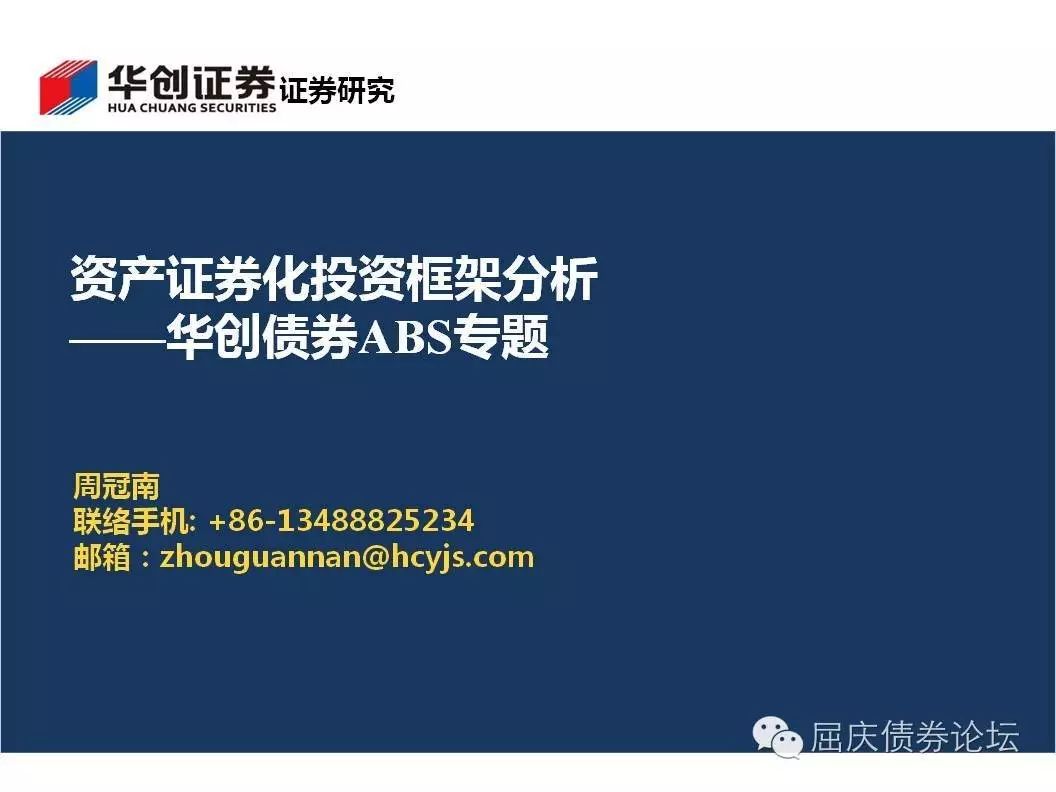 华创证券
HUA CHUANG SECURITIES
证券研究
资产证券化投资框架分析
——华创债券ABS专题
周冠南
联络手机: +86-13488825234
邮箱：zhouguannan@hcyjs.com
屈庆债券论坛